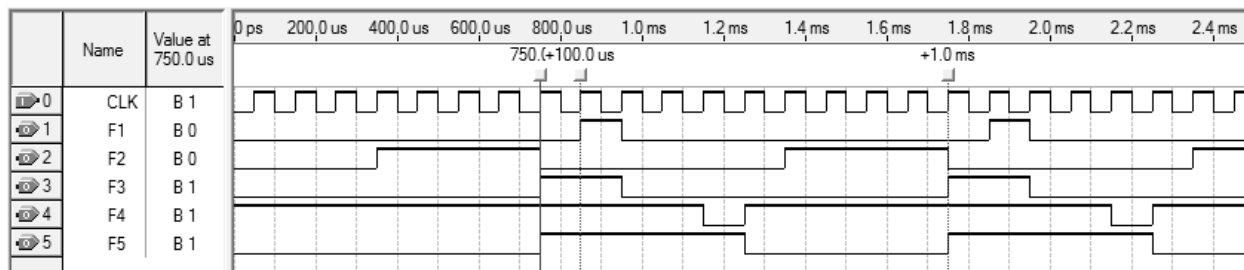 Name Value at 750.0 us
0 ps 200.0 us 400.0 us 600.0 us 800.0 us 1.0 ms 1.2 ms 1.4 ms 1.6 ms 1.8 ms 2.0 ms 2.2 ms 2.4 ms
750.0 +100.0 us +1.0 ms
0 CLK B 1
1 F1 B 0
2 F2 B 0
3 F3 B 1
4 F4 B 1
5 F5 B 1